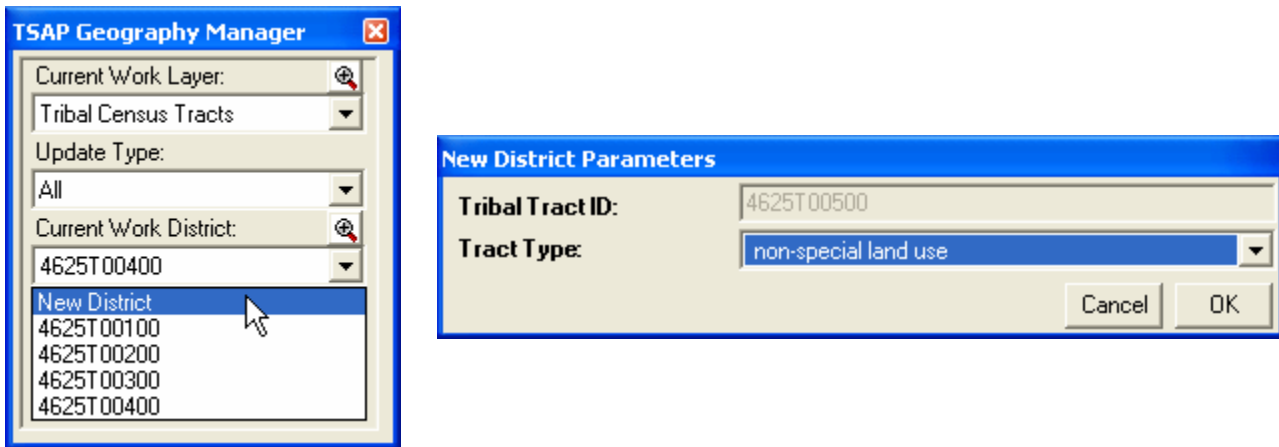 TSAP Geography Manager
Current Work Layer:
Tribal Census Tracts
Update Type:
All
Current Work District:
4625T00400
New District
4625T00100
4625T00200
4625T00300
4625T00400
New District Parameters
Tribal Tract ID: 4625T00500
Tract Type: non-special land use
Cancel OK